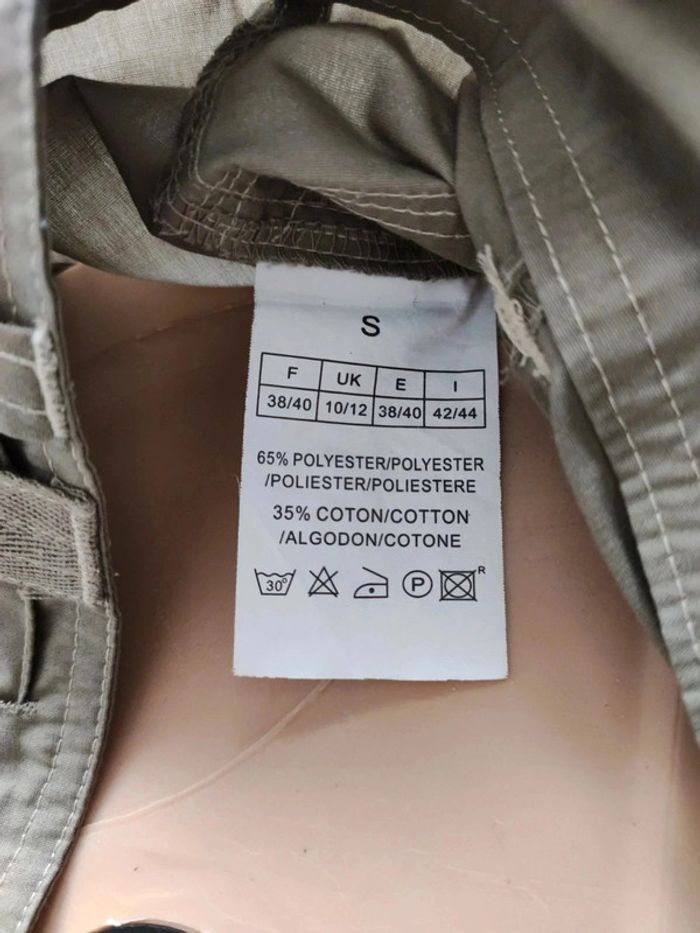 S
F UK E I
38/40 10/12 38/40 42/44
65% POLYESTER/POLYESTER
/POLIESTER/POLIESTERE
35% COTON/COTTON
/ALGODON/COTONE
30° P R